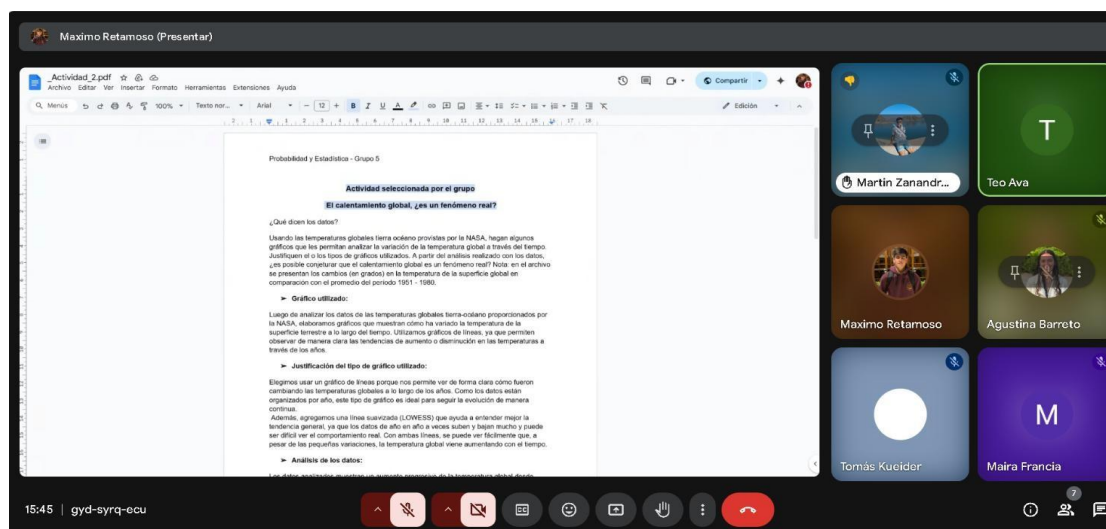 Maximo Retamoso (Presentar)
_Actividad_2.pdf
Archivo Editar Ver Insertar Formato Herramientas Extensiones Ayuda
Compartir
Menús 100% Texto nor... Arial 12 Edición
Probabilidad y Estadística - Grupo 5
Actividad seleccionada por el grupo
El calentamiento global, ¿es un fenómeno real?
¿Qué dicen los datos?
Usando las temperaturas globales tierra océano provistas por la NASA, hagan algunos
gráficos que les permitan analizar la variación de la temperatura global a través del tiempo.
Justifiquen el o los tipos de gráficos utilizados. A partir del análisis realizado con los datos,
¿es posible conjeturar que el calentamiento global es un fenómeno real? Nota: en el archivo
se presentan los cambios (en grados) en la temperatura de la superficie global en
comparación con el promedio del período 1951 - 1980.
➤ Gráfico utilizado:
Luego de analizar los datos de las temperaturas globales tierra-océano proporcionados por
la NASA, elaboramos gráficos que muestran cómo ha variado la temperatura de la
superficie terrestre a lo largo del tiempo. Utilizamos gráficos de líneas, ya que permiten
observar de manera clara las tendencias de aumento o disminución en las temperaturas a
través de los años.
➤ Justificación del tipo de gráfico utilizado:
Elegimos usar un gráfico de líneas porque nos permite ver de forma clara cómo fueron
cambiando las temperaturas globales a lo largo de los años. Como los datos están
organizados por año, este tipo de gráfico es ideal para seguir la evolución de manera
continua.
Además, agregamos una línea suavizada (LOWESS) que ayuda a entender mejor la
tendencia general, ya que los datos de año en año a veces suben y bajan mucho y puede
ser difícil ver el comportamiento real. Con ambas líneas, se puede ver fácilmente que, a
pesar de las pequeñas variaciones, la temperatura global viene aumentando con el tiempo.
➤ Análisis de los datos:
Los datos analizados muestran un aumento progresivo de la temperatura global desde
Martin Zanandr...
T
Teo Ava
Maximo Retamoso
Agustina Barreto
Tomás Kueider
M
Maira Francia
15:45 | gyd-syrq-ecu
7